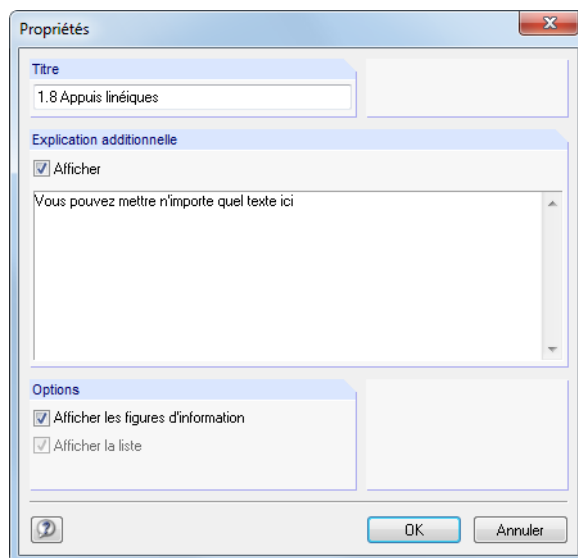 Propriétés
Titre
1.8 Appuis linéiques
Explication additionnelle
Afficher
Vous pouvez mettre n'importe quel texte ici
Options
Afficher les figures d'information
Afficher la liste
OK
Annuler